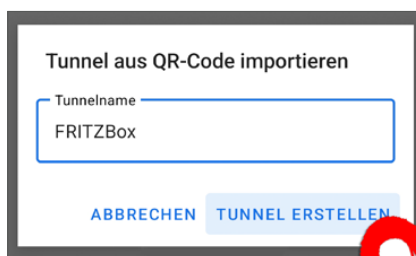 Tunnel aus QR-Code importieren
Tunnelname
FRITZBox
ABBRECHEN TUNNEL ERSTELLEN